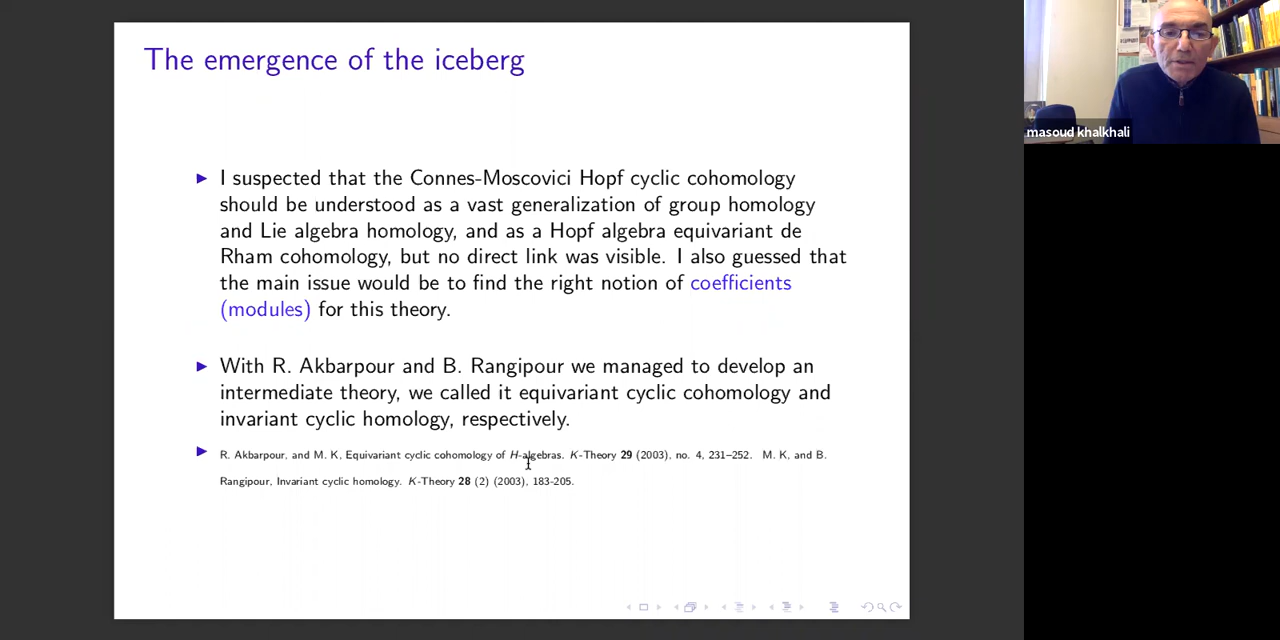 The emergence of the iceberg
I suspected that the Connes-Moscovici Hopf cyclic cohomology
should be understood as a vast generalization of group homology
and Lie algebra homology, and as a Hopf algebra equivariant de
Rham cohomology, but no direct link was visible. I also guessed that
the main issue would be to find the right notion of coefficients
(modules) for this theory.
With R. Akbarpour and B. Rangipour we managed to develop an
intermediate theory, we called it equivariant cyclic cohomology and
invariant cyclic homology, respectively.
R. Akbarpour, and M. K, Equivariant cyclic cohomology of H-algebras. K-Theory 29 (2003), no. 4, 231–252. M. K, and B.
Rangipour, Invariant cyclic homology. K-Theory 28 (2) (2003), 183-205.
masoud khalkhali